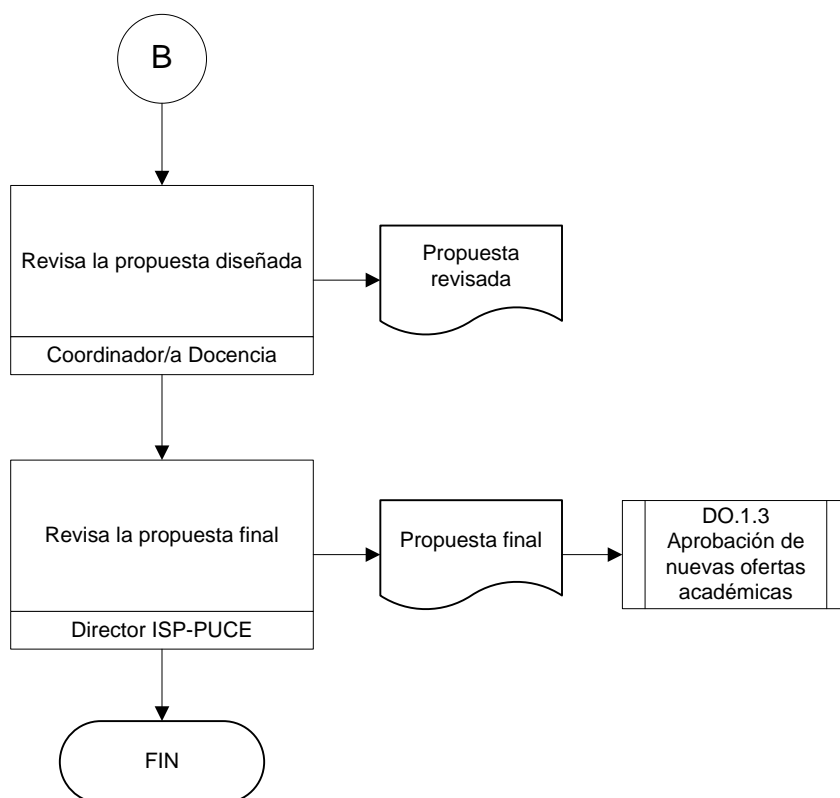 B
Revisa la propuesta diseñada
Coordinador/a Docencia
Propuesta
revisada
Revisa la propuesta final
Director ISP-PUCE
Propuesta final
DO.1.3
Aprobación de
nuevas ofertas
académicas
FIN